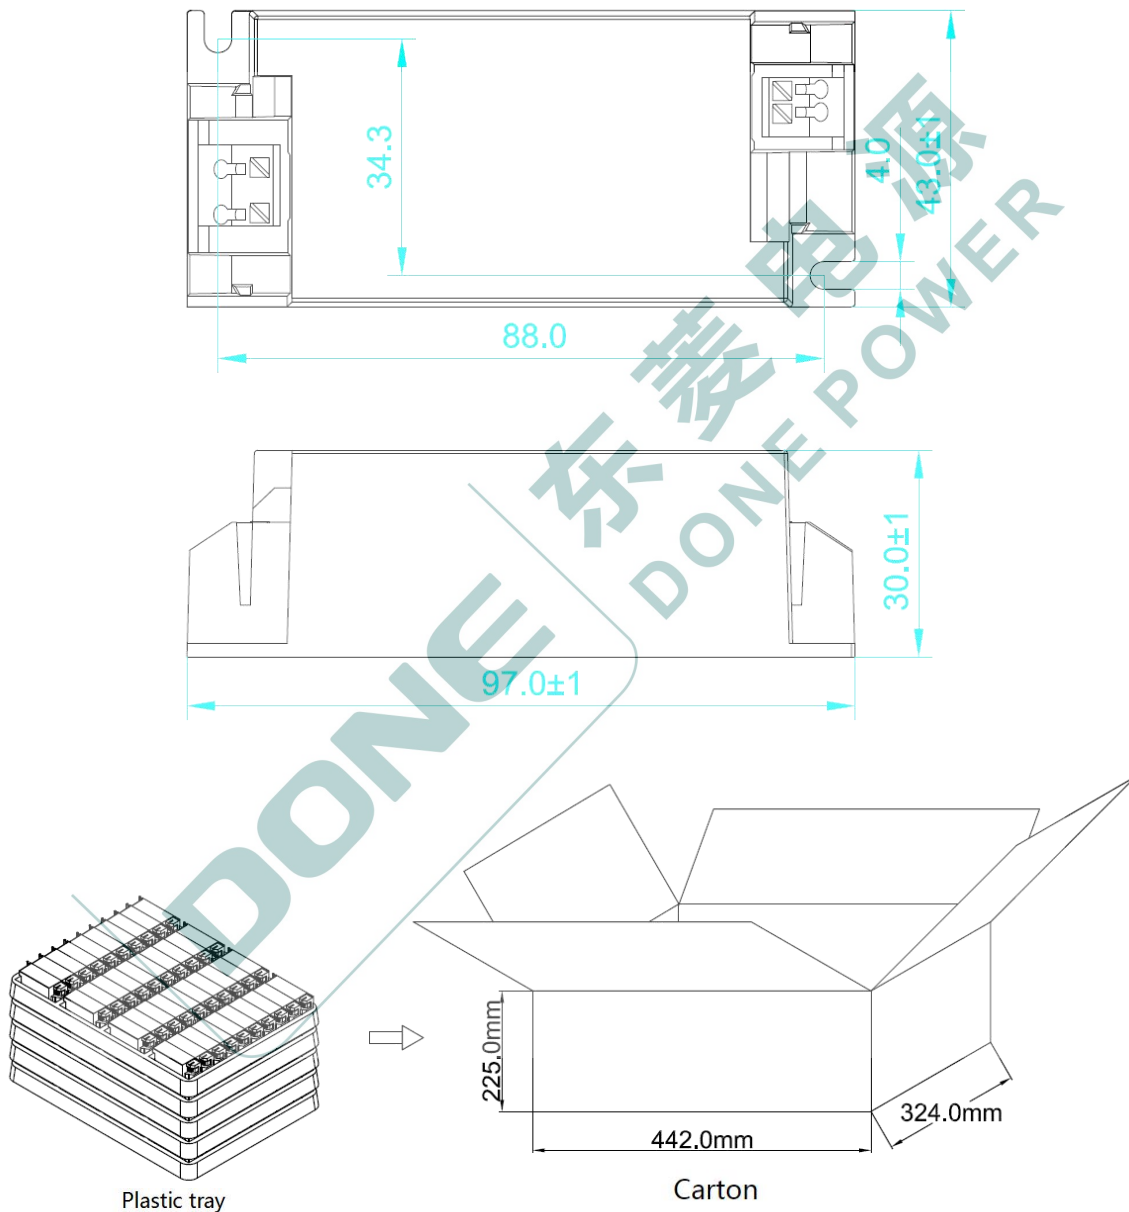 34.3
4.0
43.0±1
88.0
30.0±1
97.0±1
东菱电源
DONE POWER
DONE
225.0mm
442.0mm
324.0mm
Plastic tray
Carton